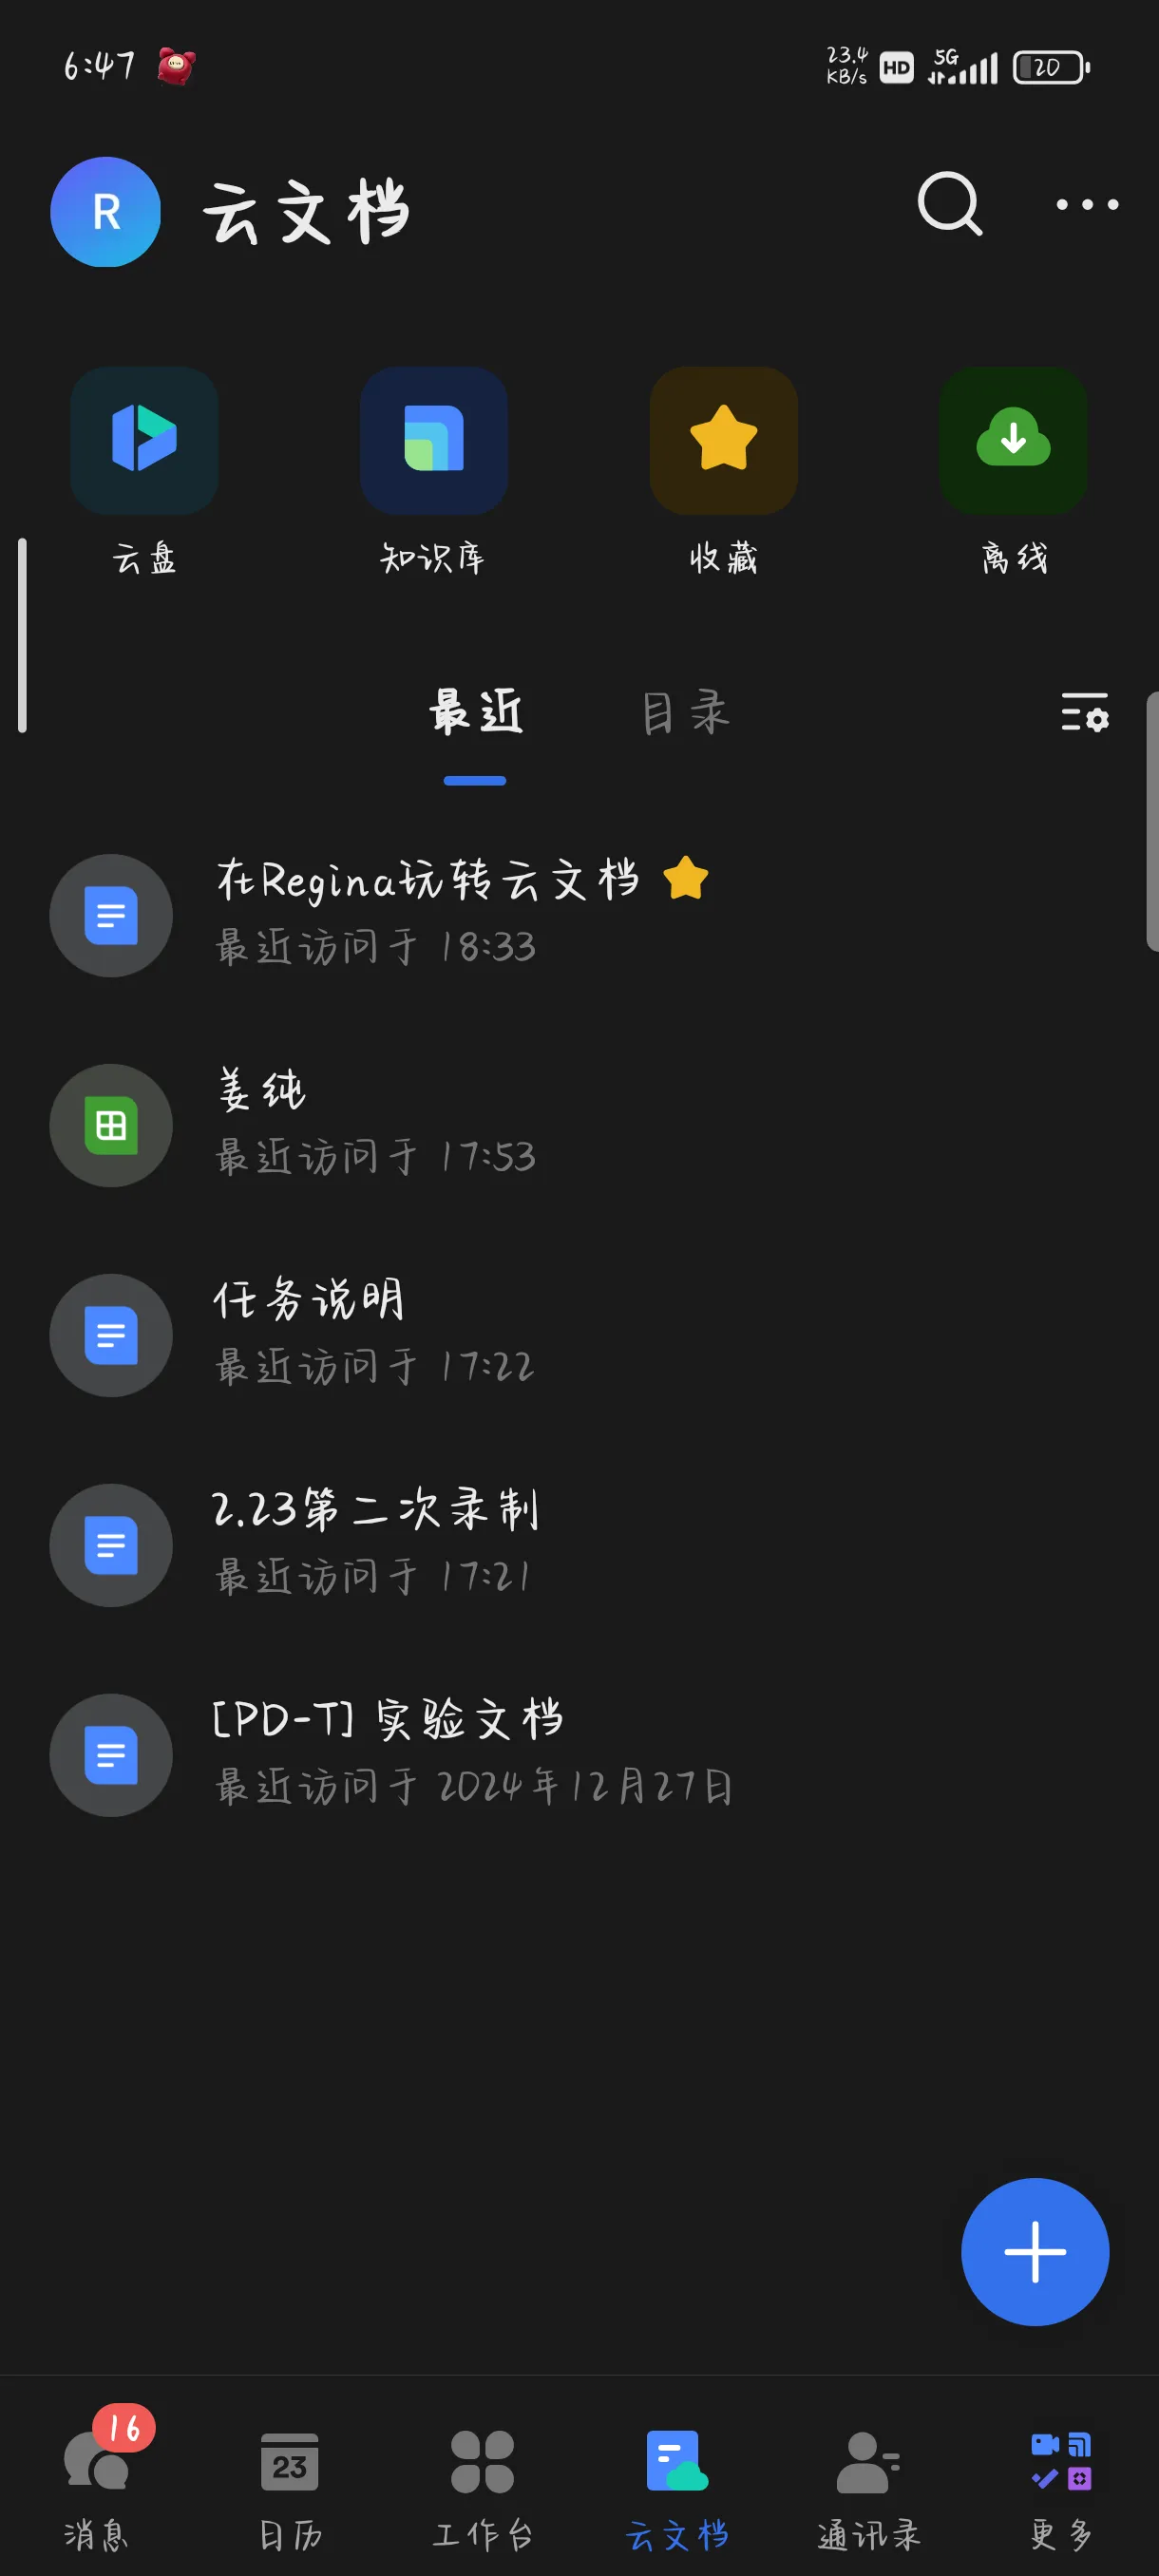 6:47
23.4
KB/s
HD
5G
20
R
云文档
云盘
知识库
收藏
离线
最近
目录
在Regina玩转云文档
最近访问于 18:33
姜纯
最近访问于 17:53
任务说明
最近访问于 17:22
2.23第二次录制
最近访问于 17:21
[PD-T] 实验文档
最近访问于 2024年12月27日
16
23
消息
日历
工作台
云文档
通讯录
更多